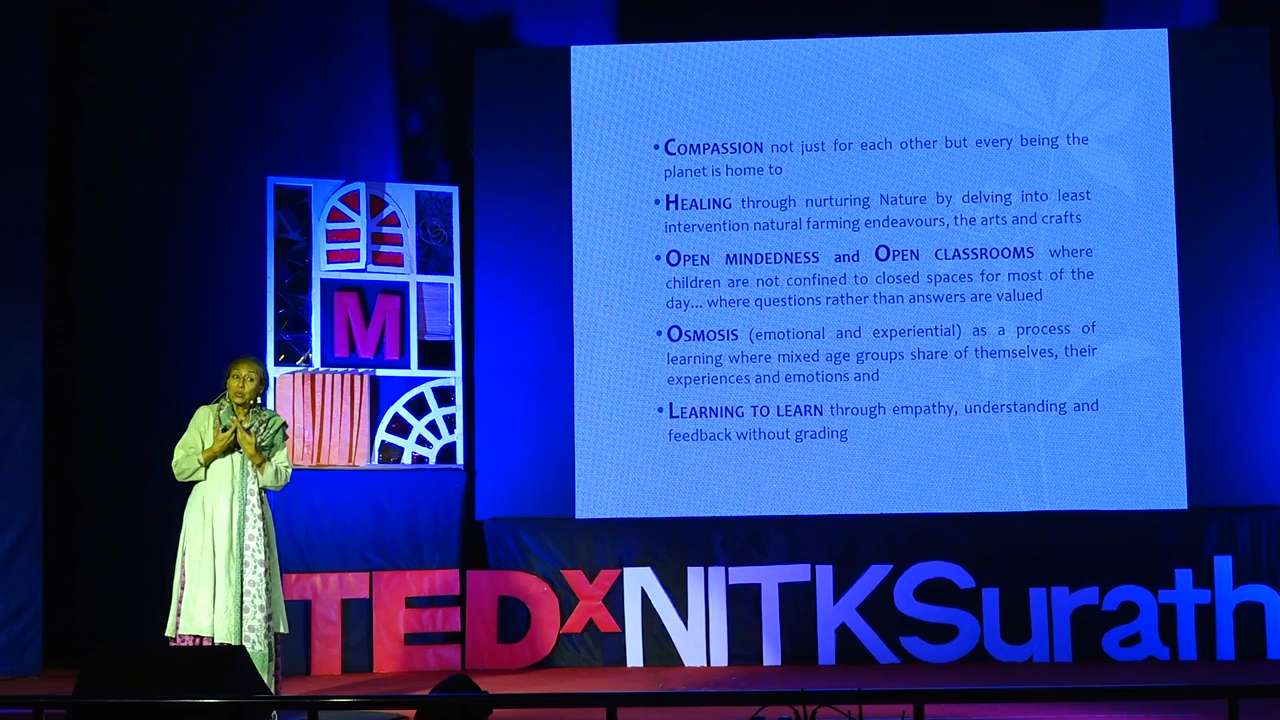 • COMPASSION not just for each other but every being the
planet is home to
• HEALING through nurturing Nature by delving into least
intervention natural farming endeavours, the arts and crafts
• OPEN MINDEDNESS and OPEN CLASSROOMS where
children are not confined to closed spaces for most of the
day... where questions rather than answers are valued
• OSMOSIS (emotional and experiential) as a process of
learning where mixed age groups share of themselves, their
experiences and emotions and
• LEARNING TO LEARN through empathy, understanding and
feedback without grading
M
TEDxNITKSurath